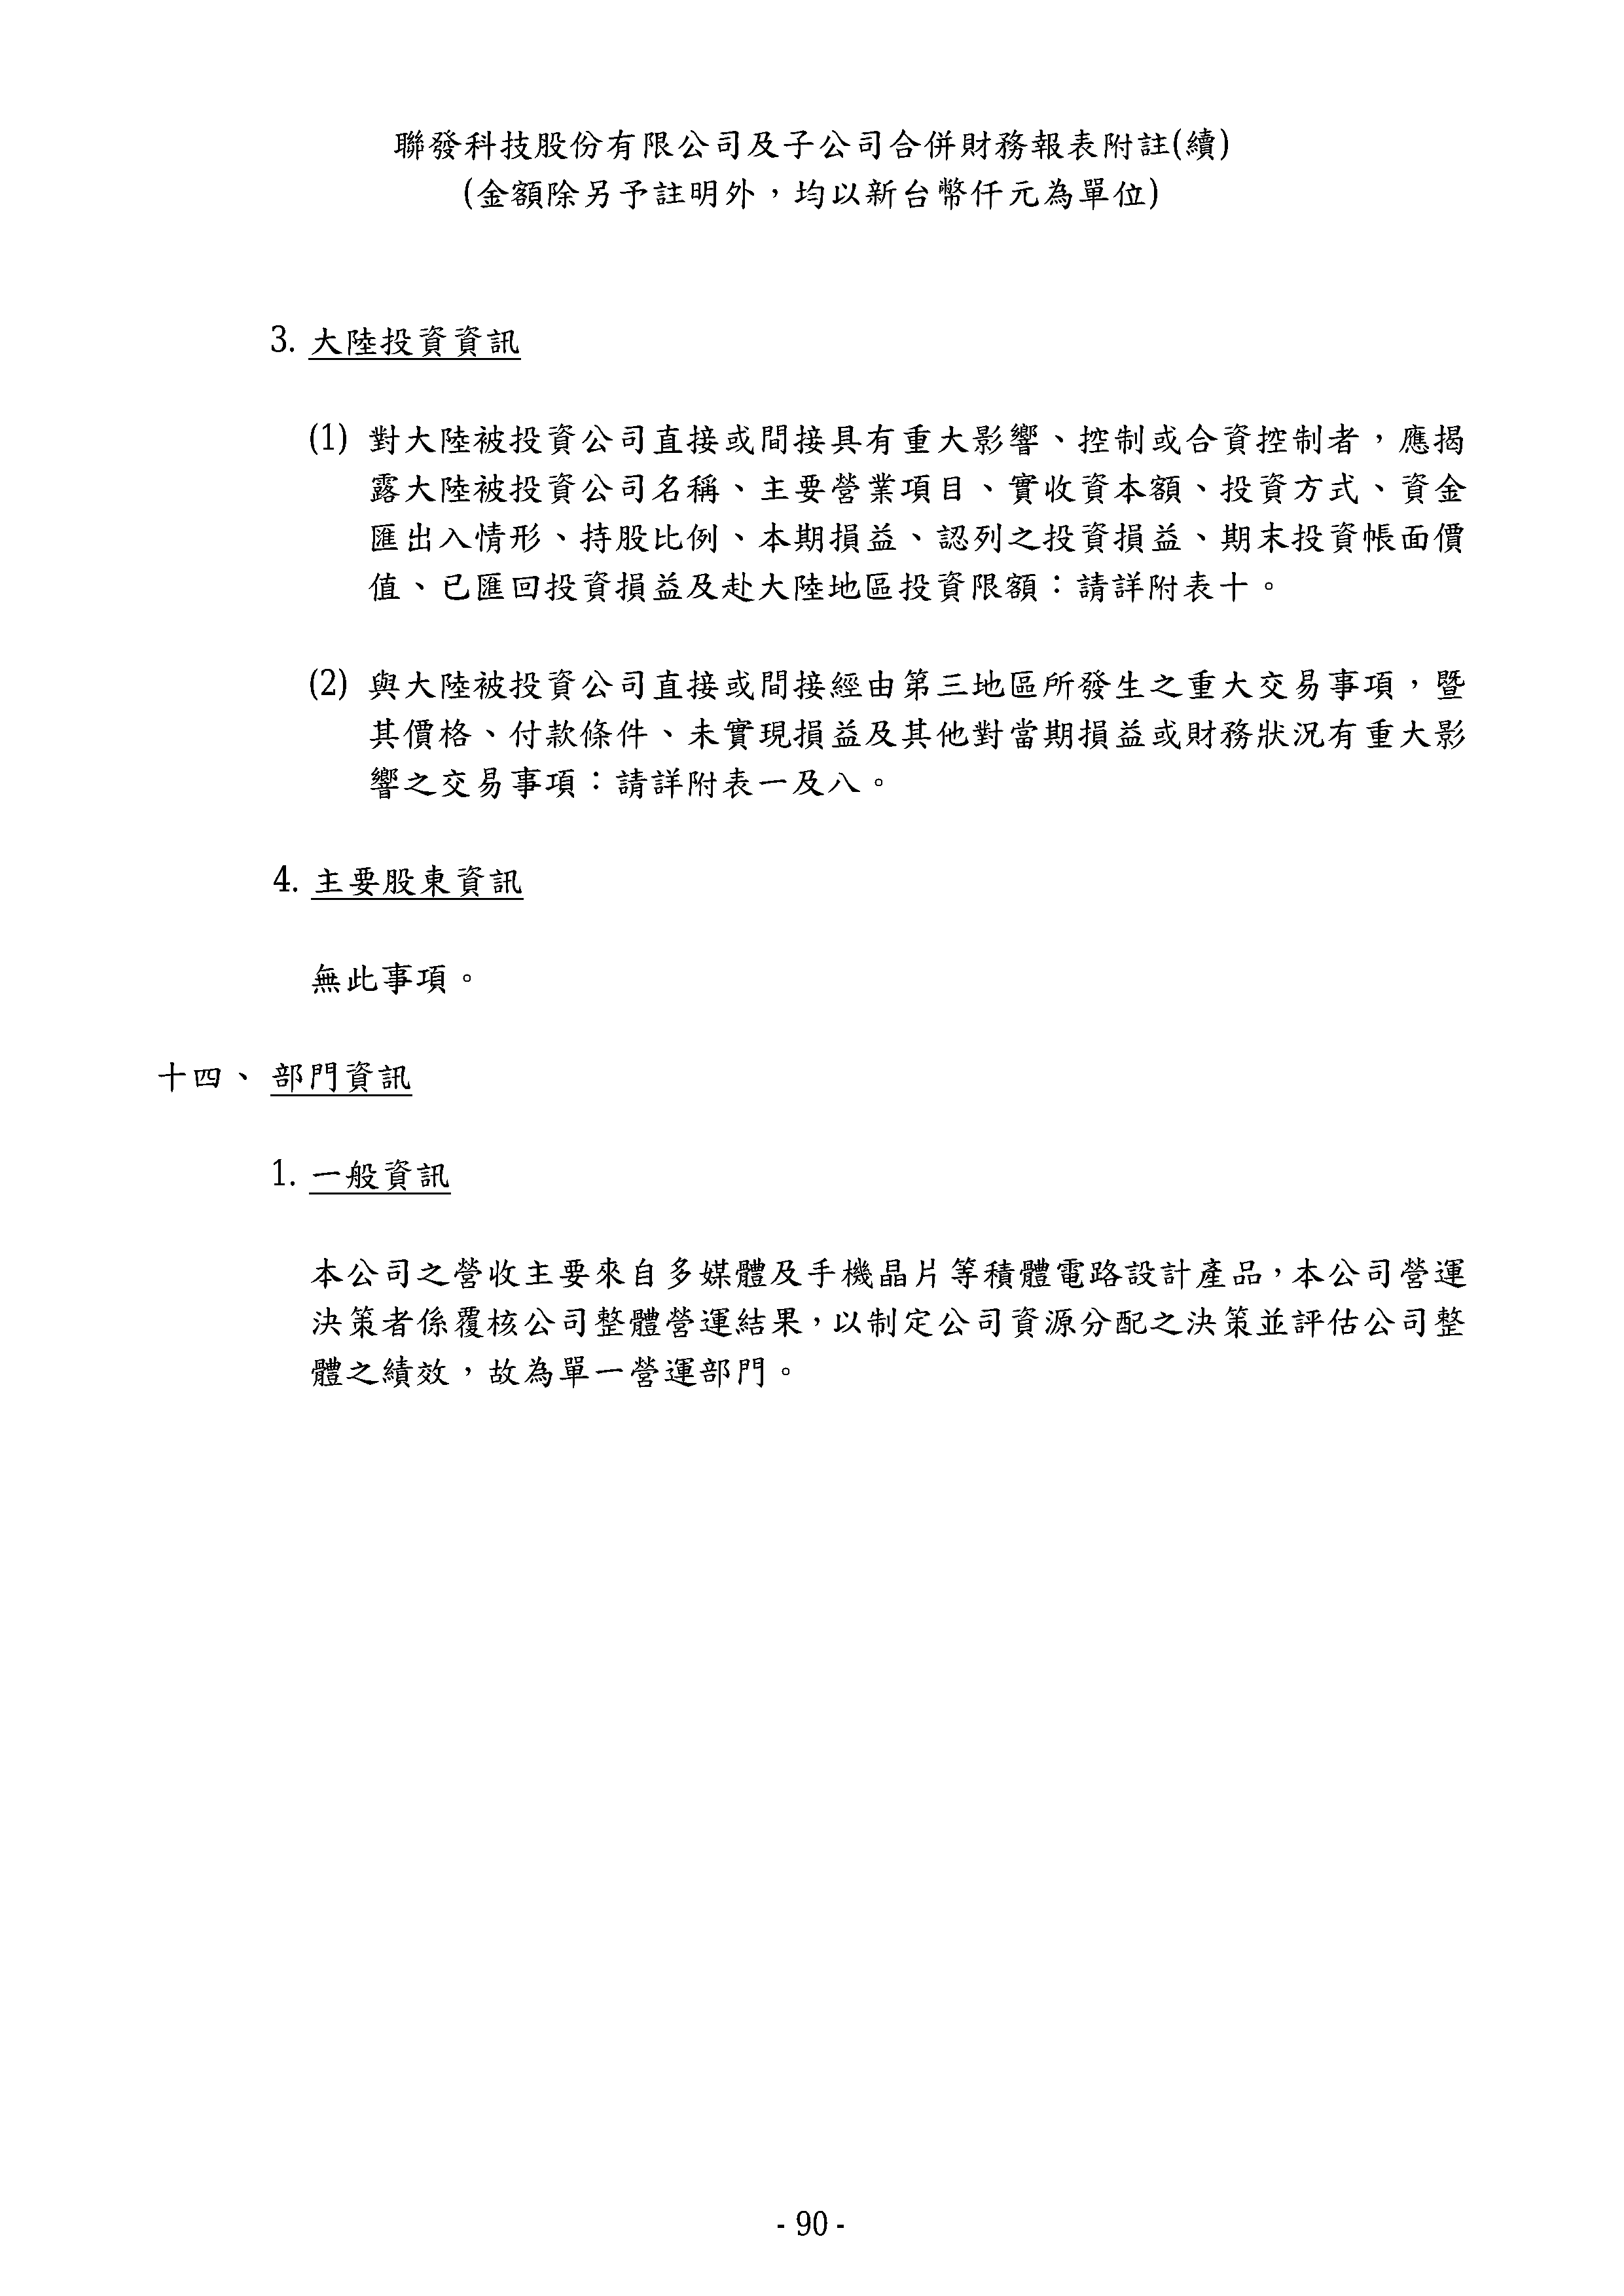 聯發科技股份有限公司及子公司合併財務報表附註(續)
(金額除另予註明外，均以新台幣仟元為單位)
3. 大陸投資資訊
(1) 對大陸被投資公司直接或間接具有重大影響、控制或合資控制者，應揭
露大陸被投資公司名稱、主要營業項目、實收資本額、投資方式、資金
匯出入情形、持股比例、本期損益、認列之投資損益、期末投資帳面價
值、已匯回投資損益及赴大陸地區投資限額：請詳附表十。
(2) 與大陸被投資公司直接或間接經由第三地區所發生之重大交易事項，暨
其價格、付款條件、未實現損益及其他對當期損益或財務狀況有重大影
響之交易事項：請詳附表一及八。
4. 主要股東資訊
無此事項。
十四、 部門資訊
1. 一般資訊
本公司之營收主要來自多媒體及手機晶片等積體電路設計產品，本公司營運
決策者係覆核公司整體營運結果，以制定公司資源分配之決策並評估公司整
體之績效，故為單一營運部門。
- 90 -